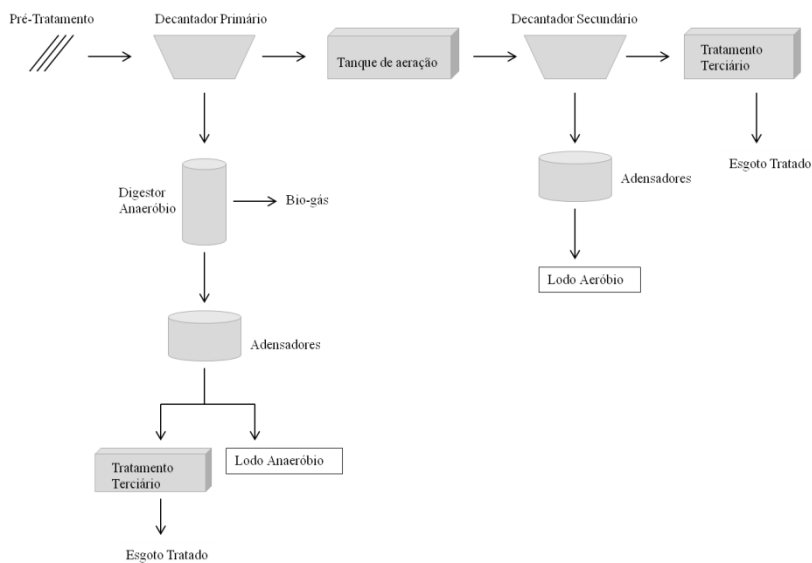 Pré-Tratamento
Decantador Primário
Decantador Secundário
Tanque de aeração
Tratamento
Terciário
Esgoto Tratado
Digestor
Anaeróbio
Bio-gás
Adensadores
Lodo Aeróbio
Adensadores
Tratamento
Terciário
Lodo Anaeróbio
Esgoto Tratado